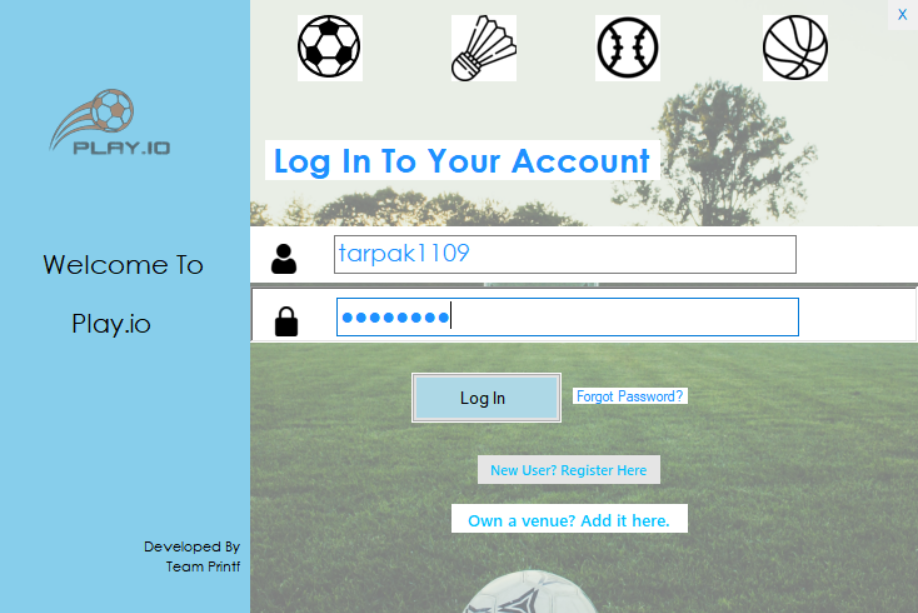 X
PLAY.IO
Log In To Your Account
tarpak1109
Welcome To
Play.io
●●●●●●●●
Log In
Forgot Password?
New User? Register Here
Own a venue? Add it here.
Developed By
Team Printf